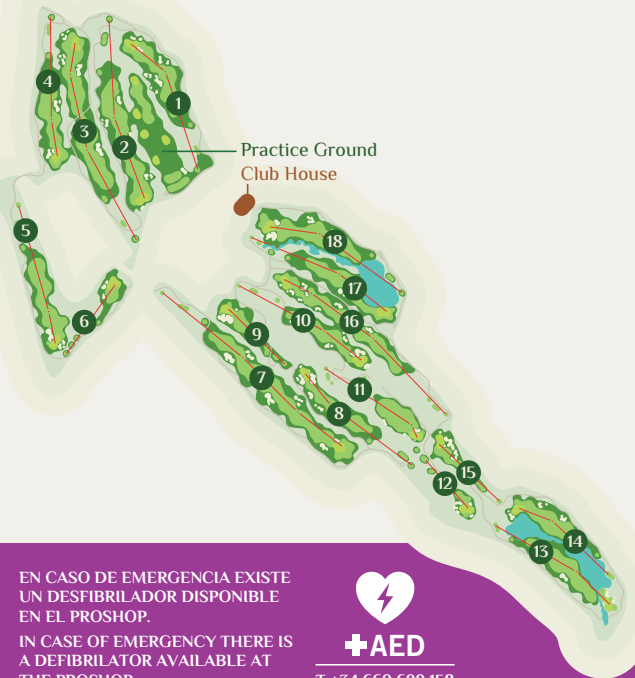 4
1
3
2
Practice Ground
Club House
5
18
17
6
10
16
9
7
11
8
15
12
14
13
EN CASO DE EMERGENCIA EXISTE
UN DESFIBRILADOR DISPONIBLE
EN EL PROSHOP.
IN CASE OF EMERGENCY THERE IS
A DEFIBRILATOR AVAILABLE AT
THE PROSHOP
AED